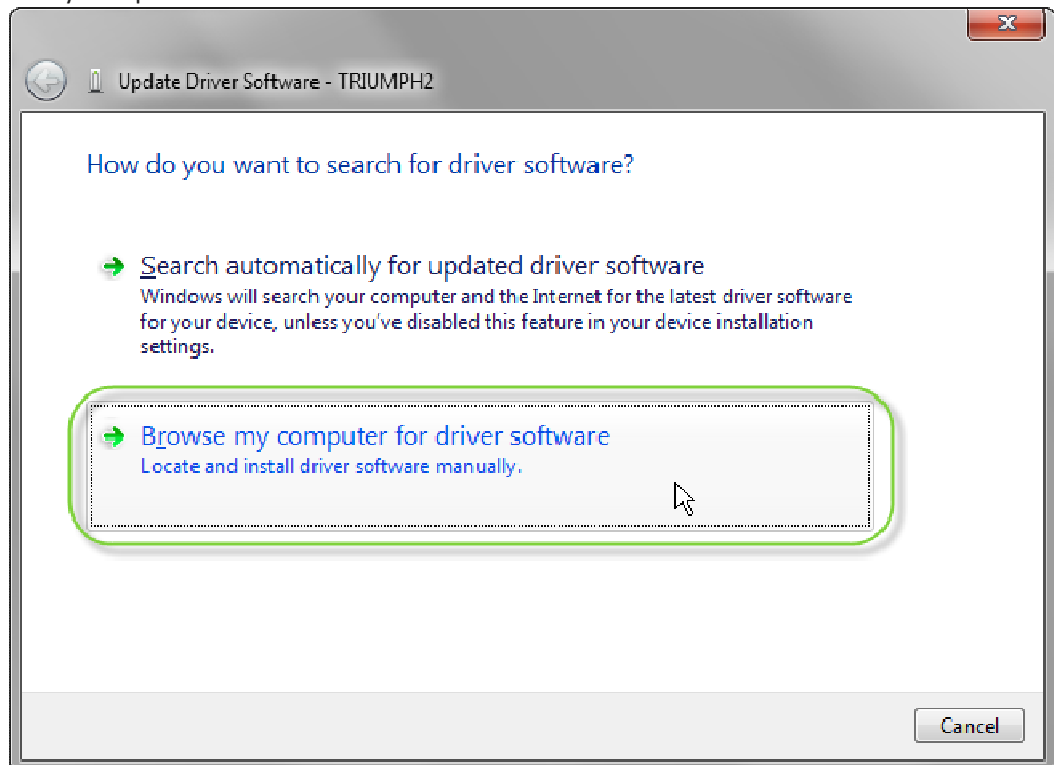 Update Driver Software - TRIUMPH2
How do you want to search for driver software?
Search automatically for updated driver software
Windows will search your computer and the Internet for the latest driver software
for your device, unless you've disabled this feature in your device installation
settings.
Browse my computer for driver software
Locate and install driver software manually.
Cancel